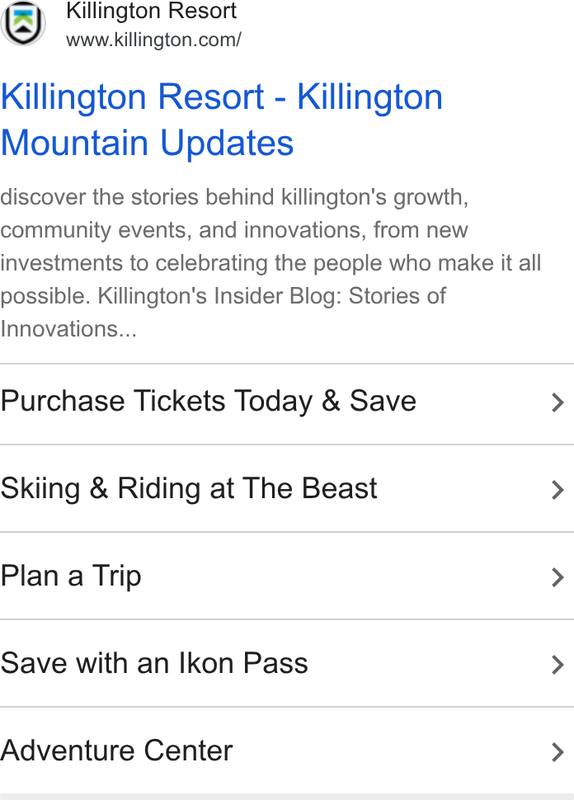 Killington Resort
www.killington.com/
Killington Resort - Killington
Mountain Updates
discover the stories behind killington's growth,
community events, and innovations, from new
investments to celebrating the people who make it all
possible. Killington's Insider Blog: Stories of
Innovations...
Purchase Tickets Today & Save
Skiing & Riding at The Beast
Plan a Trip
Save with an Ikon Pass
Adventure Center